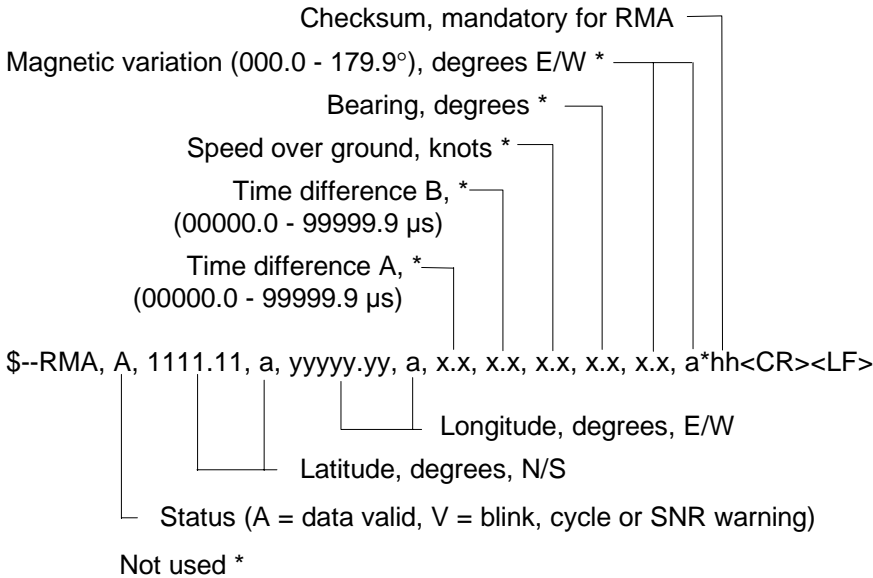 Checksum, mandatory for RMA
Magnetic variation (000.0 - 179.9°), degrees E/W *
Bearing, degrees *
Speed over ground, knots *
Time difference B, *
(00000.0 - 99999.9 µs)
Time difference A, *
(00000.0 - 99999.9 µs)
$--RMA, A, 1111.11, a, yyyyy.yy, a, x.x, x.x, x.x, x.x, x.x, a*hh<CR><LF>
Longitude, degrees, E/W
Latitude, degrees, N/S
Status (A = data valid, V = blink, cycle or SNR warning)
Not used *